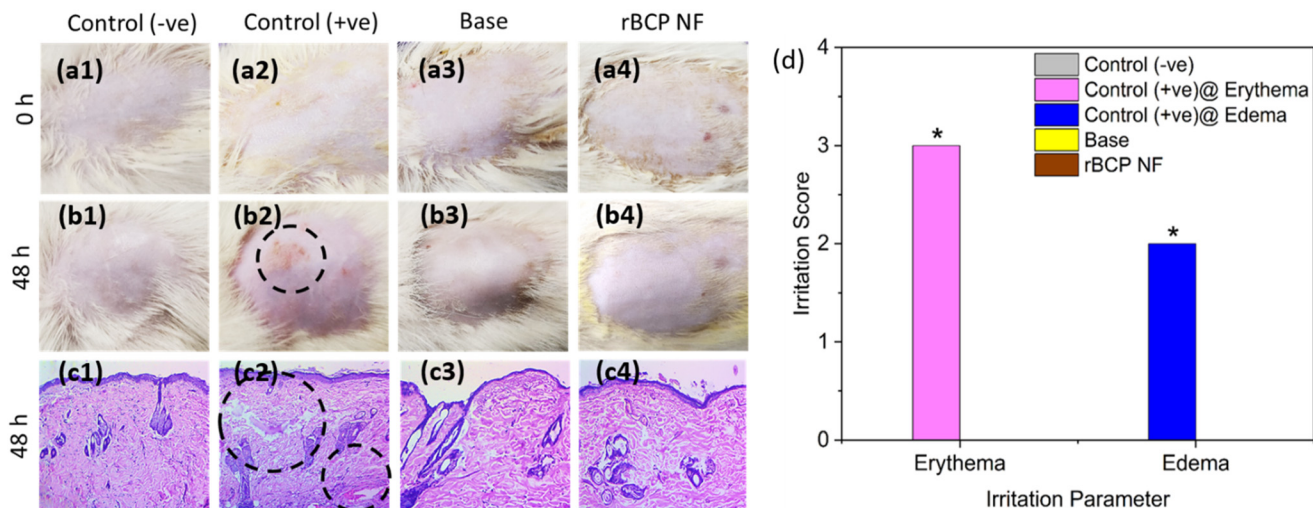 Control (-ve) Control (+ve) Base rBCP NF
0 h
(a1) (a2) (a3) (a4)
48 h
(b1) (b2) (b3) (b4)
48 h
(c1) (c2) (c3) (c4)
(d)
Irritation Score
4
3
2
1
0
Control (-ve)
Control (+ve)@ Erythema
Control (+ve)@ Edema
Base
rBCP NF
*
*
Erythema Edema
Irritation Parameter